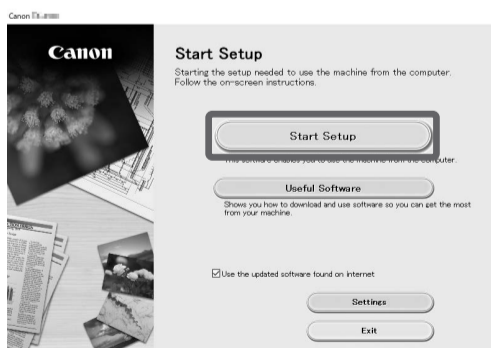 Canon
Canon
Start Setup
Starting the setup needed to use the machine from the computer.
Follow the on-screen instructions.
Start Setup
This software enables you to use the machine from the computer.
Useful Software
Shows you how to download and use software so you can get the most
from your machine.
Use the updated software found on internet
Settings
Exit